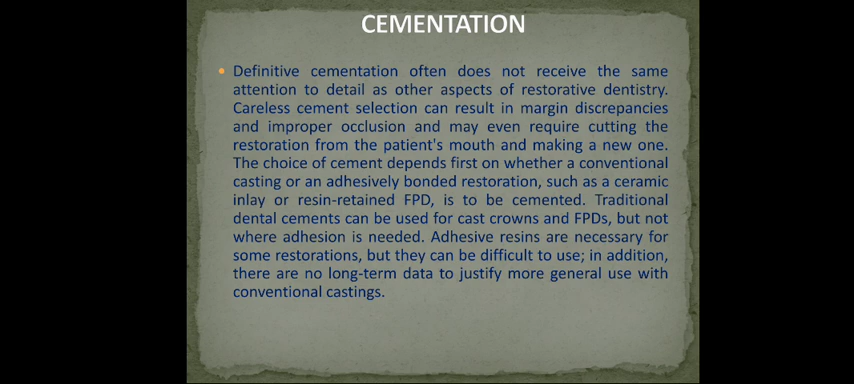 CEMENTATION
• Definitive cementation often does not receive the same
attention to detail as other aspects of restorative dentistry.
Careless cement selection can result in margin discrepancies
and improper occlusion and may even require cutting the
restoration from the patient's mouth and making a new one.
The choice of cement depends first on whether a conventional
casting or an adhesively bonded restoration, such as a ceramic
inlay or resin-retained FPD, is to be cemented. Traditional
dental cements can be used for cast crowns and FPDs, but not
where adhesion is needed. Adhesive resins are necessary for
some restorations, but they can be difficult to use; in addition,
there are no long-term data to justify more general use with
conventional castings.